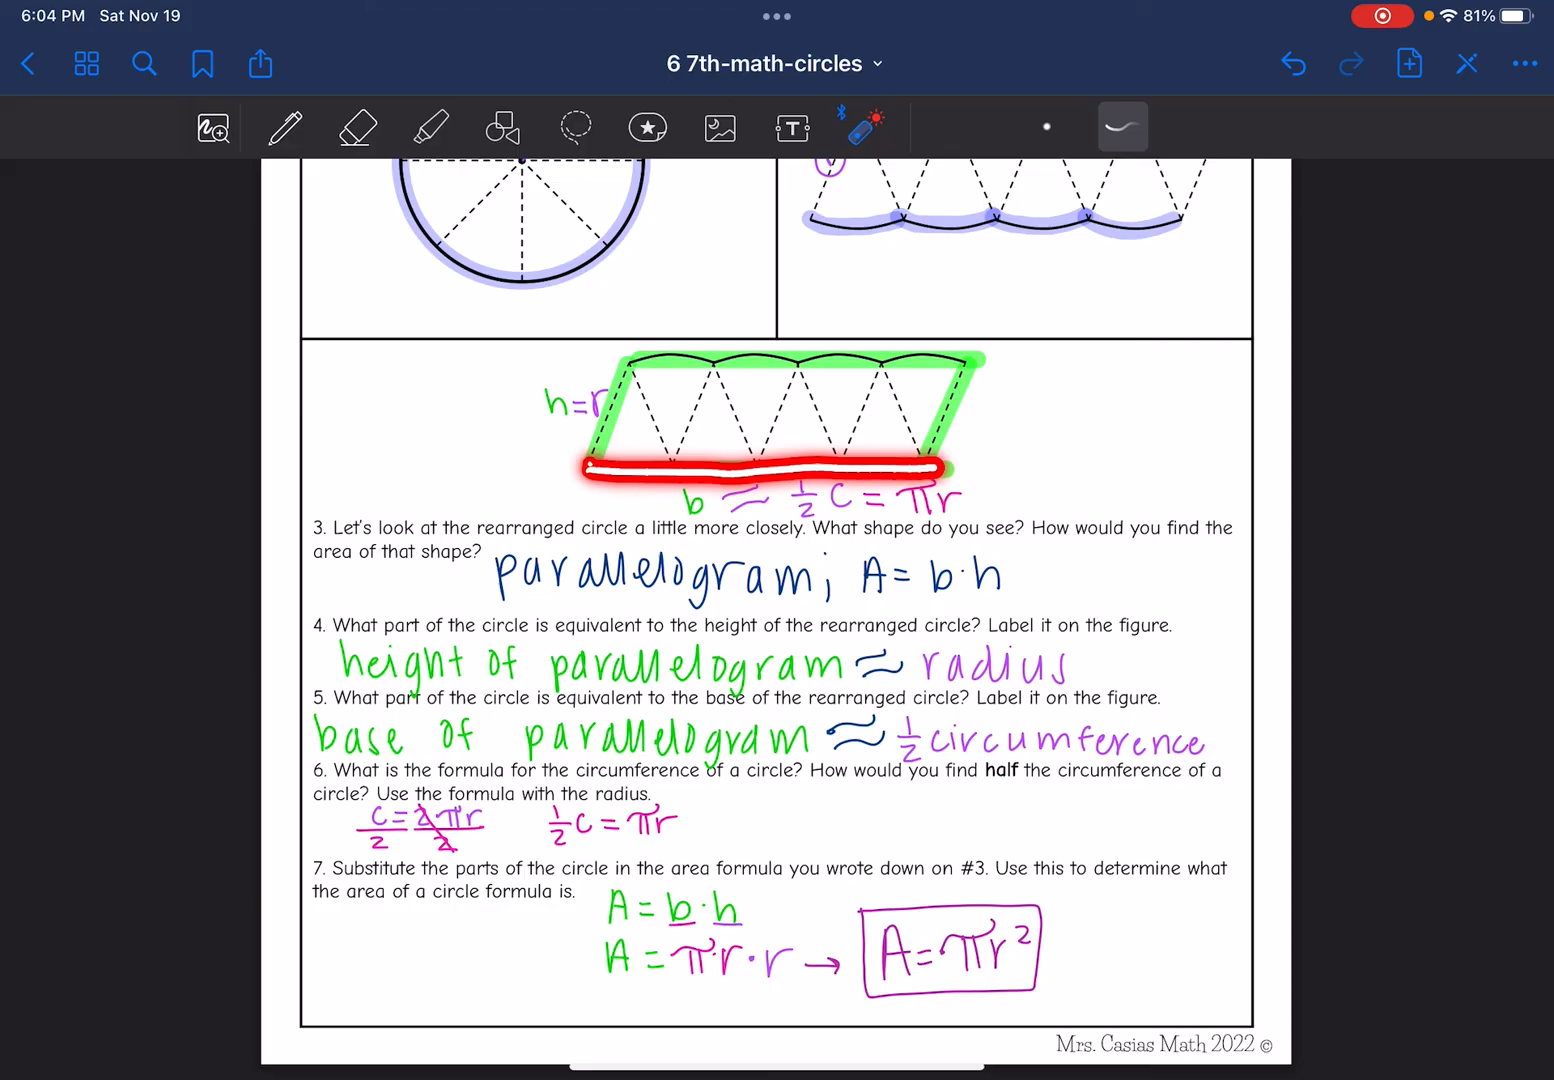 6:04 PM Sat Nov 19
81%
6 7th-math-circles
T
h=r
b ≈ 1/2 C = πr
3. Let's look at the rearranged circle a little more closely. What shape do you see? How would you find the
area of that shape?
parallelogram; A= b·h
4. What part of the circle is equivalent to the height of the rearranged circle? Label it on the figure.
height of parallelogram ≈ radius
5. What part of the circle is equivalent to the base of the rearranged circle? Label it on the figure.
base of parallelogram ≈ 1/2 circumference
6. What is the formula for the circumference of a circle? How would you find half the circumference of a
circle? Use the formula with the radius.
C=2·πr 1/2 C = πr
2 2
7. Substitute the parts of the circle in the area formula you wrote down on #3. Use this to determine what
the area of a circle formula is.
A = b·h
A = π·r·r → A=πr²
Mrs. Casias Math 2022 ©